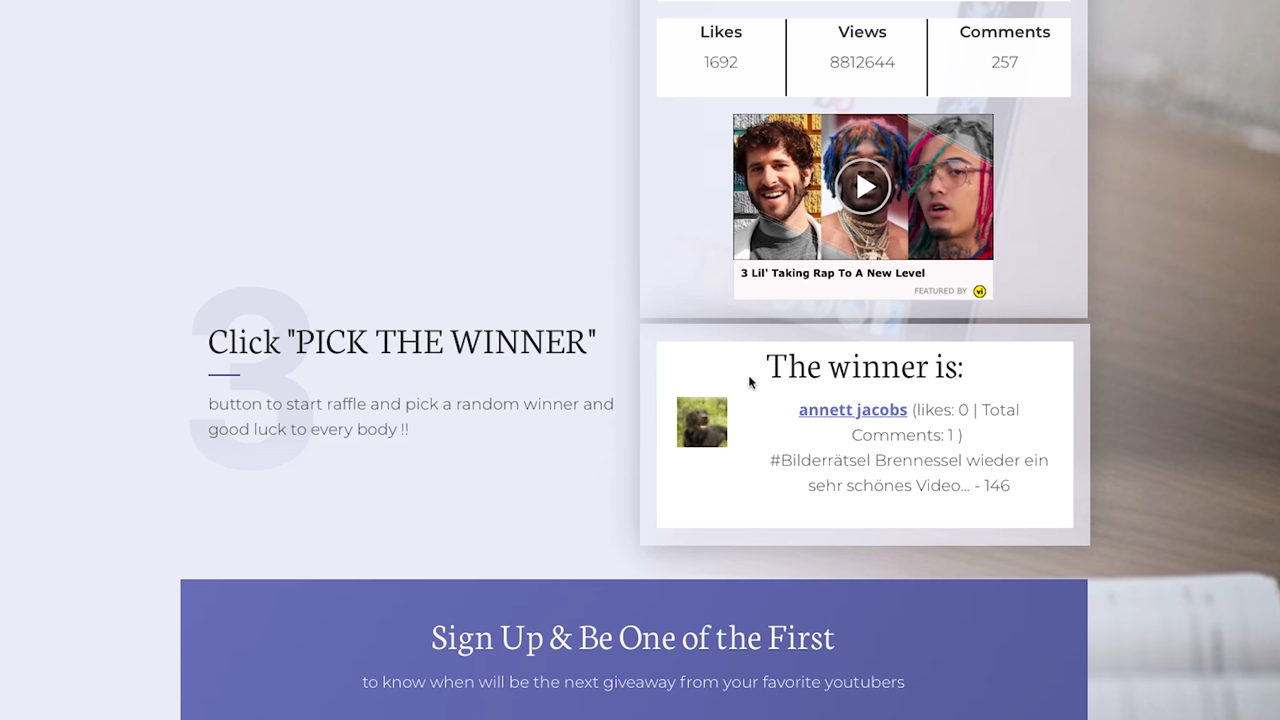 Likes
Views
Comments
1692
8812644
257
3 Lil' Taking Rap To A New Level
FEATURED BY vi
3
Click "PICK THE WINNER"
button to start raffle and pick a random winner and
good luck to every body !!
The winner is:
annett jacobs (likes: 0 | Total
Comments: 1 )
#Bilderrätsel Brennessel wieder ein
sehr schönes Video... - 146
Sign Up & Be One of the First
to know when will be the next giveaway from your favorite youtubers